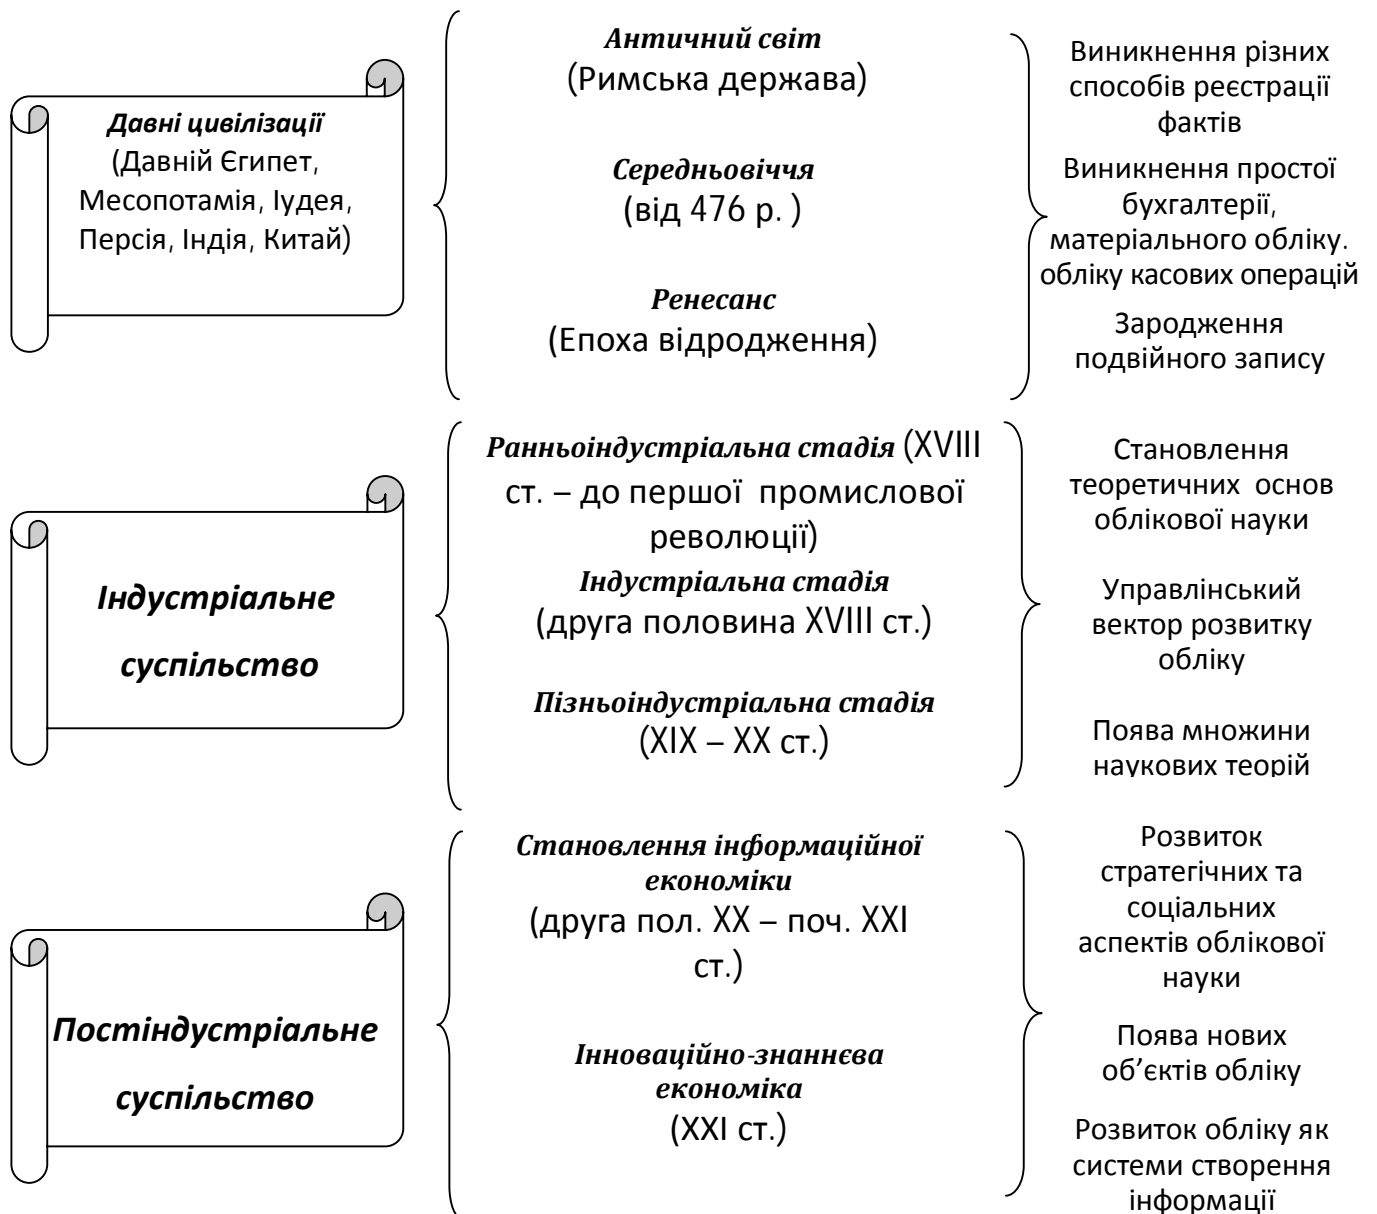 Давні цивілізації
(Давній Єгипет,
Месопотамія, Іудея,
Персія, Індія, Китай)
Античний світ
(Римська держава)
Середньовіччя
(від 476 р. )
Ренесанс
(Епоха відродження)
Виникнення різних
способів реєстрації
фактів
Виникнення простої
бухгалтерії,
матеріального обліку.
обліку касових операцій
Зародження
подвійного запису
Індустріальне
суспільство
Ранньоіндустріальна стадія (XVIII
ст. – до першої промислової
революції)
Індустріальна стадія
(друга половина XVIII ст.)
Пізньоіндустріальна стадія
(XIX – XX ст.)
Становлення
теоретичних основ
облікової науки
Управлінський
вектор розвитку
обліку
Поява множини
наукових теорій
Постіндустріальне
суспільство
Становлення інформаційної
економіки
(друга пол. XX – поч. XXI
ст.)
Інноваційно-знаннєва
економіка
(XXI ст.)
Розвиток
стратегічних та
соціальних
аспектів облікової
науки
Поява нових
об’єктів обліку
Розвиток обліку як
системи створення
інформації